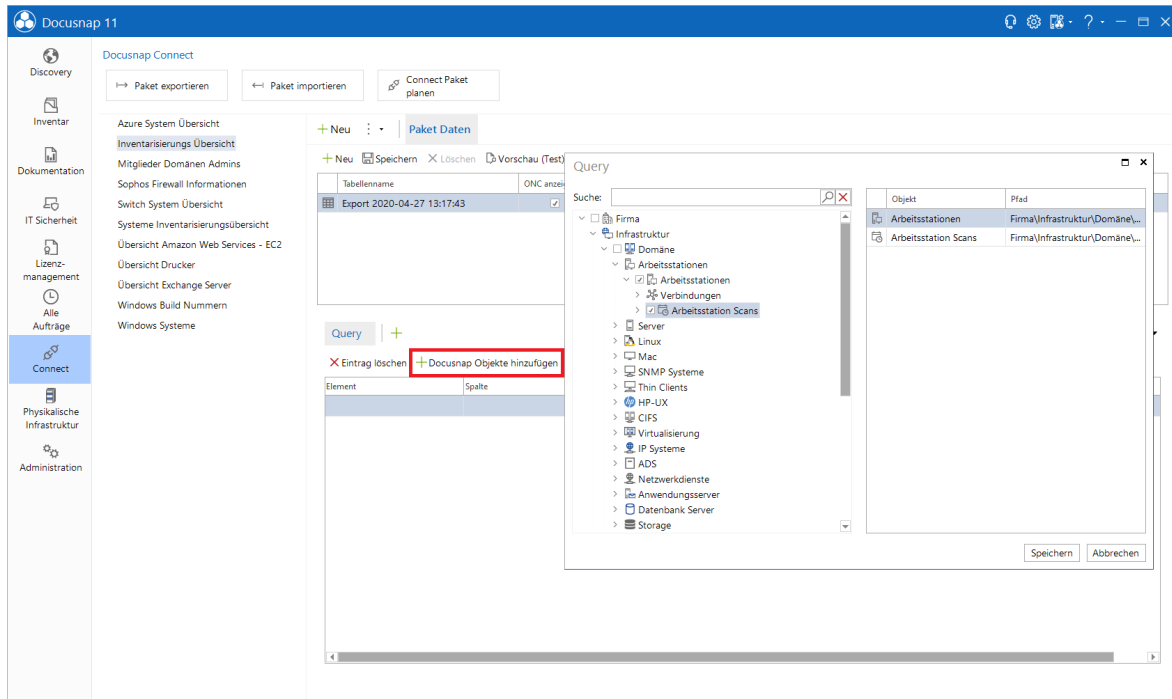 Docusnap 11
?
Discovery
Inventar
Dokumentation
IT Sicherheit
Lizenz-
management
Alle
Aufträge
Connect
Physikalische
Infrastruktur
Administration
Docusnap Connect
Paket exportieren
Paket importieren
Connect Paket
planen
Azure System Übersicht
Inventarisierungs Übersicht
Mitglieder Domänen Admins
Sophos Firewall Informationen
Switch System Übersicht
Systeme Inventarisierungsübersicht
Übersicht Amazon Web Services - EC2
Übersicht Drucker
Übersicht Exchange Server
Windows Build Nummern
Windows Systeme
Neu
Paket Daten
Neu Speichern Löschen Vorschau (Test)
Tabellenname ONC anzei
Export 2020-04-27 13:17:43
Query
Eintrag löschen Docusnap Objekte hinzufügen
Element Spalte
Query
Suche:
Firma
Infrastruktur
Domäne
Arbeitsstationen
Arbeitsstationen
Verbindungen
Arbeitsstation Scans
Server
Linux
Mac
SNMP Systeme
Thin Clients
HP-UX
CIFS
Virtualisierung
IP Systeme
ADS
Netzwerkdienste
Anwendungsserver
Datenbank Server
Storage
Objekt Pfad
Arbeitsstationen Firma\Infrastruktur\Domäne\...
Arbeitsstation Scans Firma\Infrastruktur\Domäne\...
Speichern Abbrechen